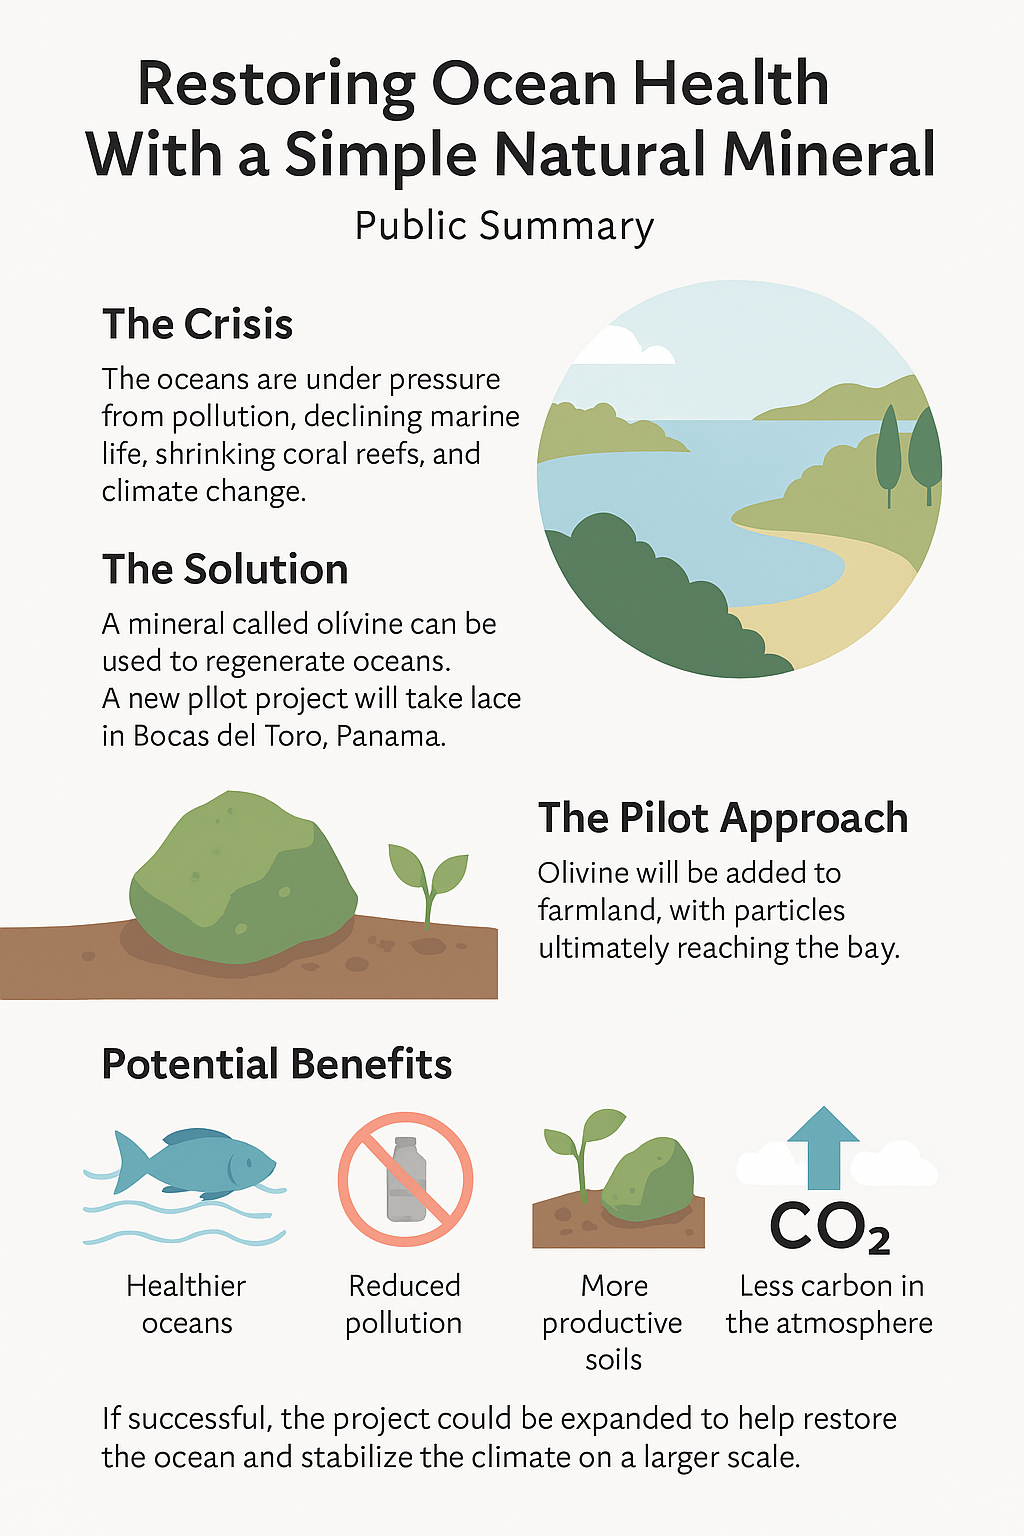 Restoring Ocean Health
With a Simple Natural Mineral
Public Summary
The Crisis
The oceans are under pressure
from pollution, declining marine
life, shrinking coral reefs, and
climate change.
The Solution
A mineral called olívine can be
used to regenerate oceans.
A new pllot project will take lace
in Bocas del Toro, Panama.
The Pilot Approach
Olivine will be added to
farmland, with particles
ultimately reaching the bay.
Potential Benefits
Healthier
oceans
Reduced
pollution
More
productive
soils
CO₂
Less carbon in
the atmosphere
If successful, the project could be expanded to help restore
the ocean and stabilize the climate on a larger scale.